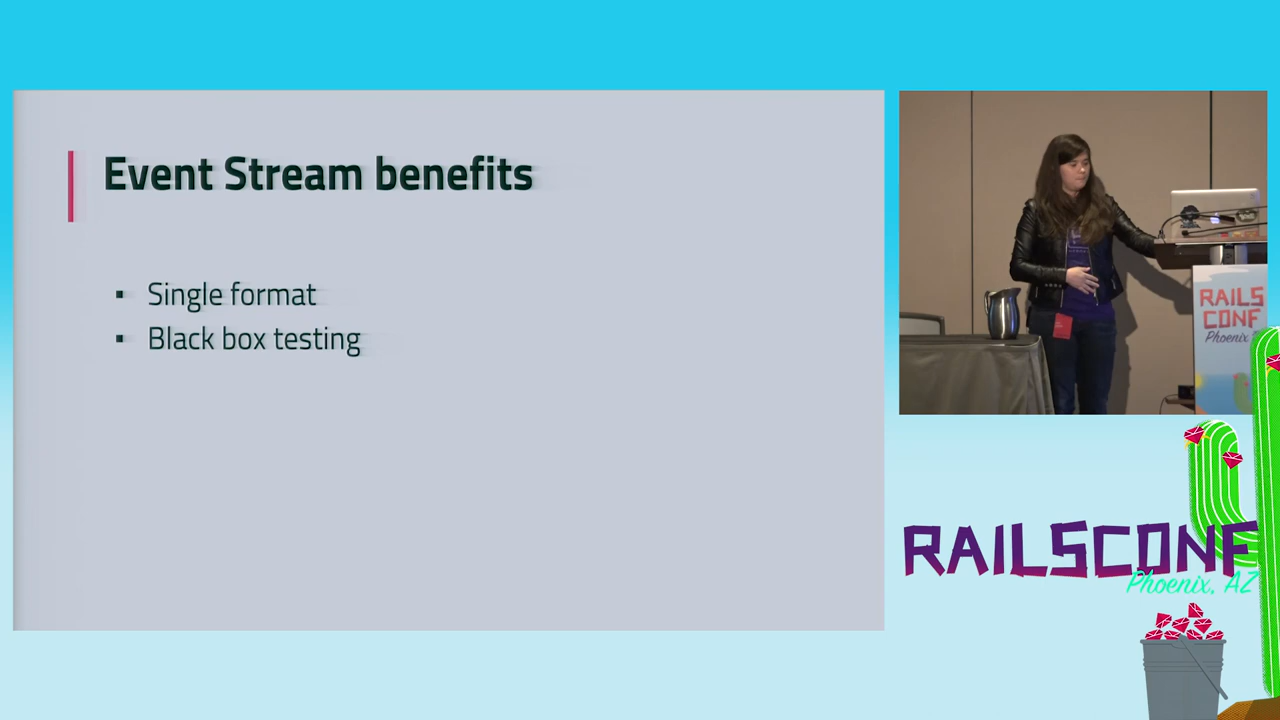 Event Stream benefits
▪ Single format
▪ Black box testing
RAILS
CONF
Phoenix
RAILSCONF
Phoenix, AZ